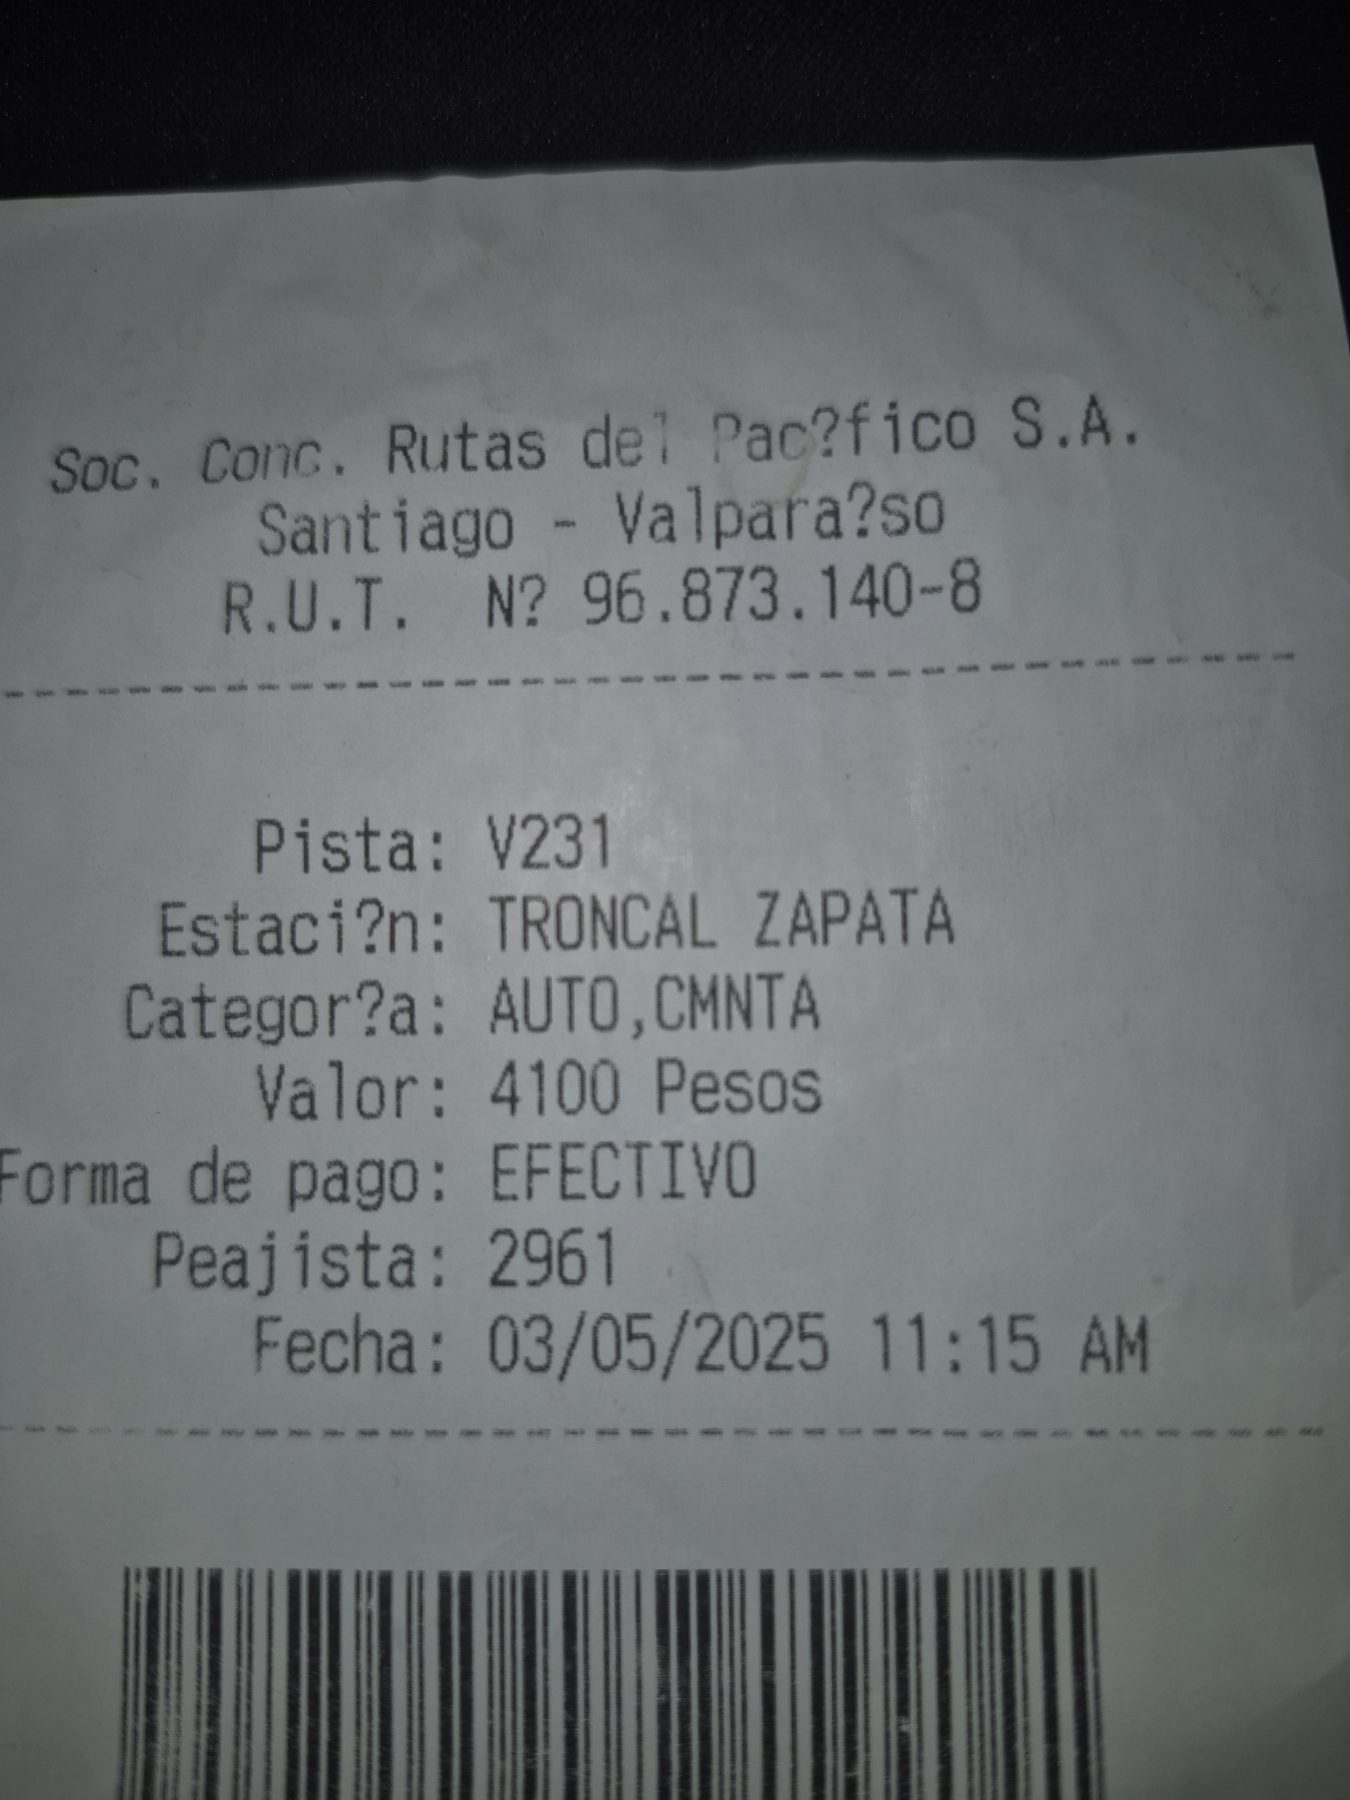 Soc. Conc. Rutas del Pac?fico S.A.
Santiago - Valpara?so
R.U.T. N? 96.873.140-8
Pista: V231
Estaci?n: TRONCAL ZAPATA
Categor?a: AUTO,CMNTA
Valor: 4100 Pesos
Forma de pago: EFECTIVO
Peajista: 2961
Fecha: 03/05/2025 11:15 AM